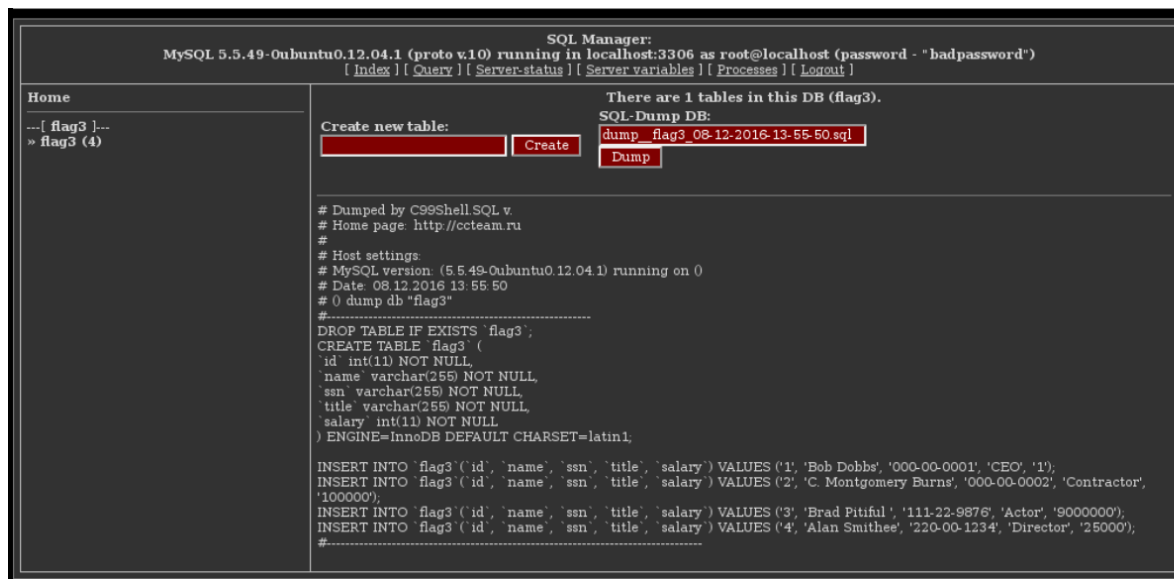 SQL Manager:
MySQL 5.5.49-0ubuntu0.12.04.1 (proto v.10) running in localhost:3306 as root@localhost (password - "badpassword")
[ Index ] [ Query ] [ Server-status ] [ Server variables ] [ Processes ] [ Logout ]
Home
---[ flag3 ]---
» flag3 (4)
There are 1 tables in this DB (flag3).
Create new table:
Create
SQL-Dump DB:
dump__flag3_08-12-2016-13-55-50.sql
Dump
# Dumped by C99Shell.SQL v.
# Home page: http://ccteam.ru
#
# Host settings:
# MySQL version: (5.5.49-0ubuntu0.12.04.1) running on ()
# Date: 08.12.2016 13:55:50
# () dump db "flag3"
#---------------------------------------------------------
DROP TABLE IF EXISTS `flag3`;
CREATE TABLE `flag3` (
`id` int(11) NOT NULL,
`name` varchar(255) NOT NULL,
`ssn` varchar(255) NOT NULL,
`title` varchar(255) NOT NULL,
`salary` int(11) NOT NULL
) ENGINE=InnoDB DEFAULT CHARSET=latin1;
INSERT INTO `flag3`(`id`, `name`, `ssn`, `title`, `salary`) VALUES ('1', 'Bob Dobbs', '000-00-0001', 'CEO', '1');
INSERT INTO `flag3`(`id`, `name`, `ssn`, `title`, `salary`) VALUES ('2', 'C. Montgomery Burns', '000-00-0002', 'Contractor',
'100000');
INSERT INTO `flag3`(`id`, `name`, `ssn`, `title`, `salary`) VALUES ('3', 'Brad Pitiful ', '111-22-9876', 'Actor', '9000000');
INSERT INTO `flag3`(`id`, `name`, `ssn`, `title`, `salary`) VALUES ('4', 'Alan Smithee', '220-00-1234', 'Director', '25000');
#---------------------------------------------------------------------------------